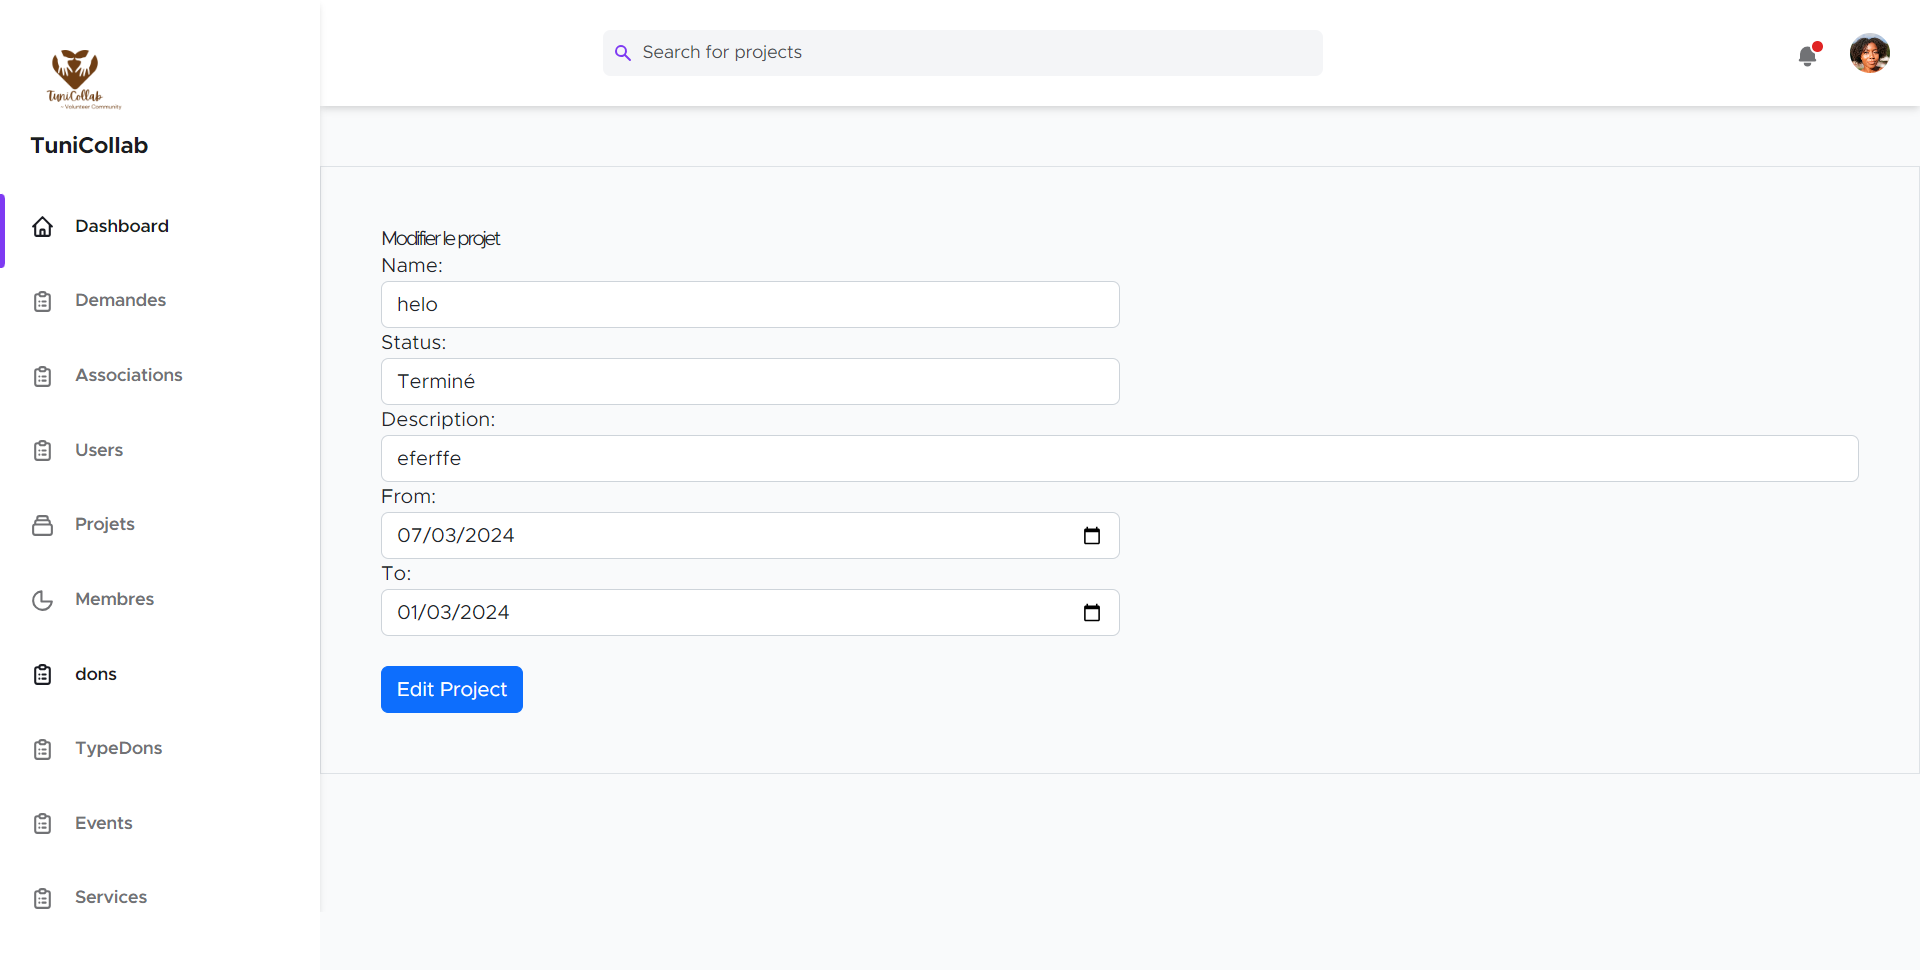 TuniCollab
- Volunteer Community
TuniCollab
Dashboard
Demandes
Associations
Users
Projets
Membres
dons
TypeDons
Events
Services
Search for projects
Modifier le projet
Name:
helo
Status:
Terminé
Description:
eferffe
From:
07/03/2024
To:
01/03/2024
Edit Project